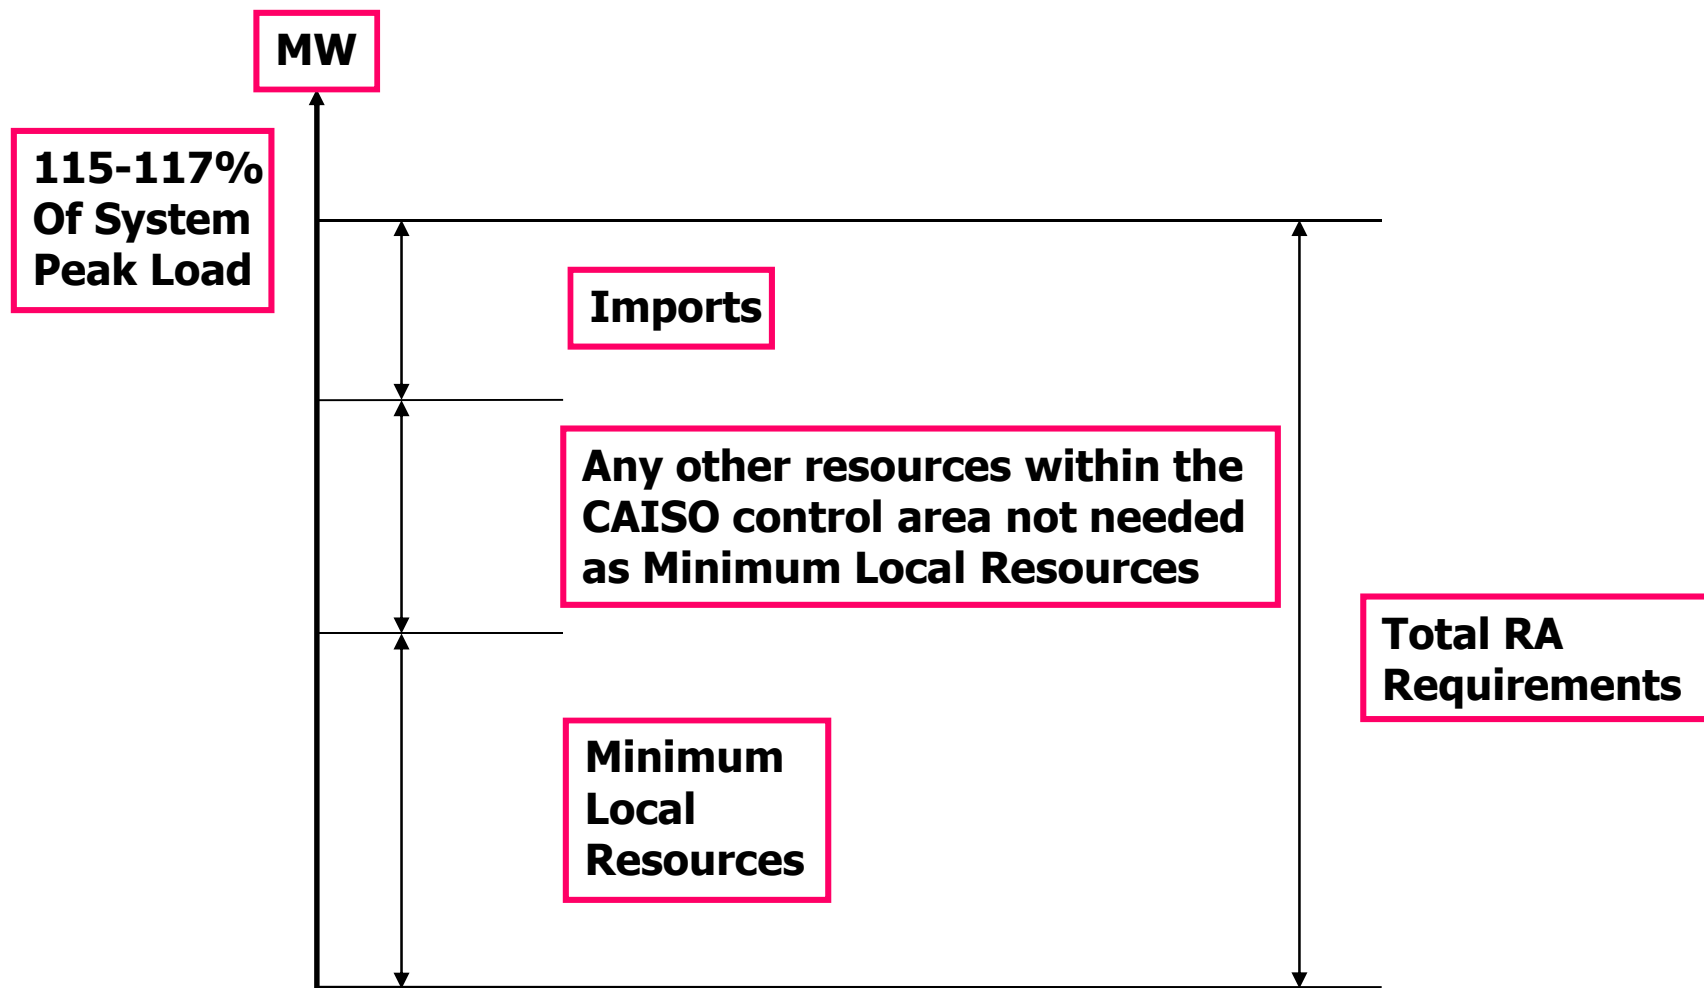 MW
115-117%
Of System
Peak Load
Imports
Any other resources within the
CAISO control area not needed
as Minimum Local Resources
Total RA
Requirements
Minimum
Local
Resources